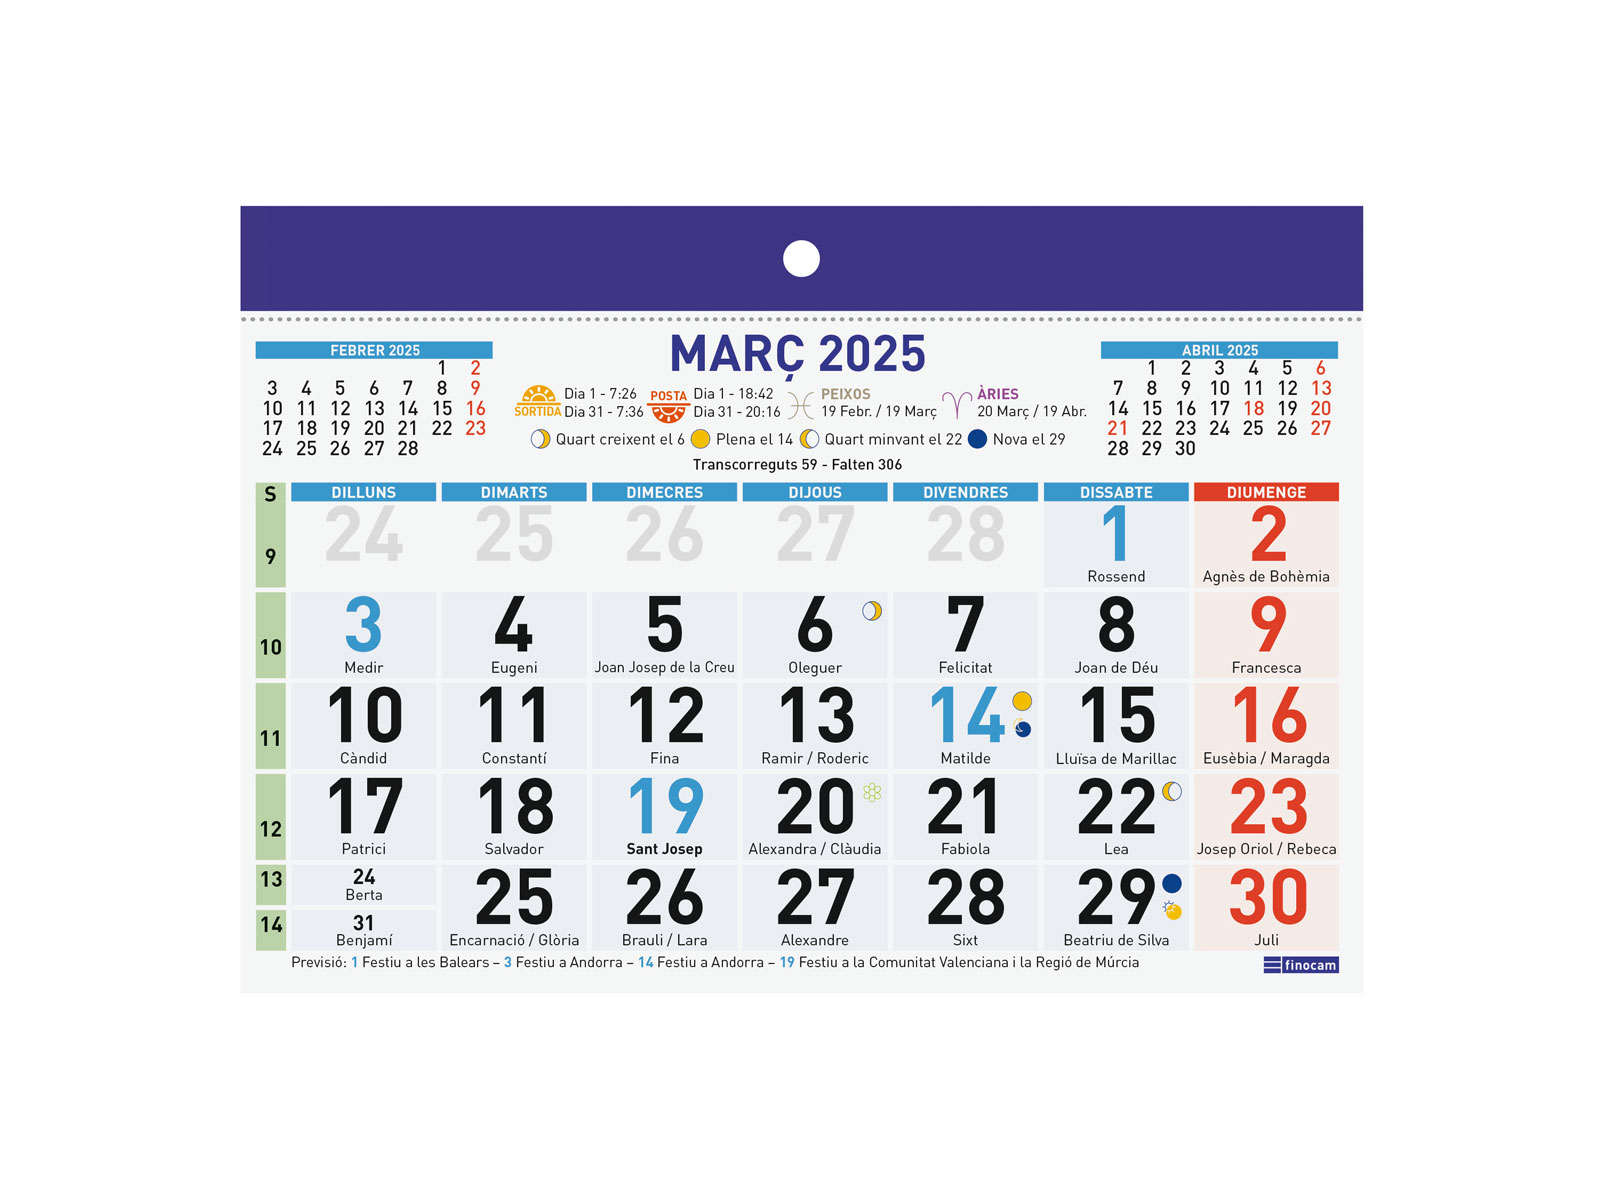 MARÇ 2025
FEBRER 2025
1 2
3 4 5 6 7 8 9
10 11 12 13 14 15 16
17 18 19 20 21 22 23
24 25 26 27 28
SORTIDA Dia 1 - 7:26
Dia 31 - 7:36
POSTA Dia 1 - 18:42
Dia 31 - 20:16
PEIXOS
19 Febr. / 19 Març
ÀRIES
20 Març / 19 Abr.
Quart creixent el 6 Plena el 14 Quart minvant el 22 Nova el 29
Transcorreguts 59 - Falten 306
ABRIL 2025
1 2 3 4 5 6
7 8 9 10 11 12 13
14 15 16 17 18 19 20
21 22 23 24 25 26 27
28 29 30
S DILLUNS DIMARTS DIMECRES DIJOUS DIVENDRES DISSABTE DIUMENGE
9 24 25 26 27 28 1 2
Rossend Agnès de Bohèmia
10 3 4 5 6 7 8 9
Medir Eugeni Joan Josep de la Creu Oleguer Felicitat Joan de Déu Francesca
11 10 11 12 13 14 15 16
Càndid Constantí Fina Ramir / Roderic Matilde Lluïsa de Marillac Eusèbia / Maragda
12 17 18 19 20 21 22 23
Patrici Salvador Sant Josep Alexandra / Clàudia Fabiola Lea Josep Oriol / Rebeca
13 24 25 26 27 28 29 30
Berta
14 31
Benjamí Encarnació / Glòria Brauli / Lara Alexandre Sixt Beatriu de Silva Juli
Previsió: 1 Festiu a les Balears – 3 Festiu a Andorra – 14 Festiu a Andorra – 19 Festiu a la Comunitat Valenciana i la Regió de Múrcia
finocam